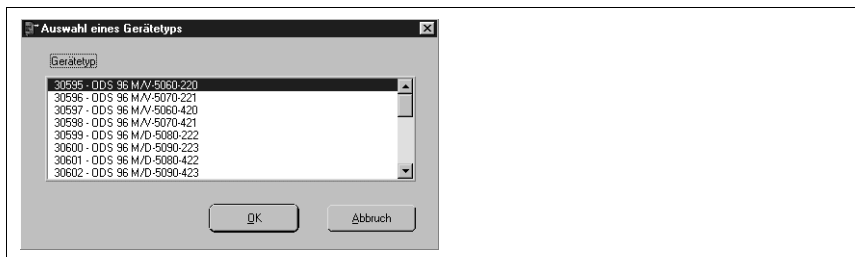 Auswahl eines Gerätetyps
Gerätetyp
30595 - ODS 96 M/V-5060-220
30596 - ODS 96 M/V-5070-221
30597 - ODS 96 M/V-5060-420
30598 - ODS 96 M/V-5070-421
30599 - ODS 96 M/D-5080-222
30600 - ODS 96 M/D-5090-223
30601 - ODS 96 M/D-5080-422
30602 - ODS 96 M/D-5090-423
OK
Abbruch